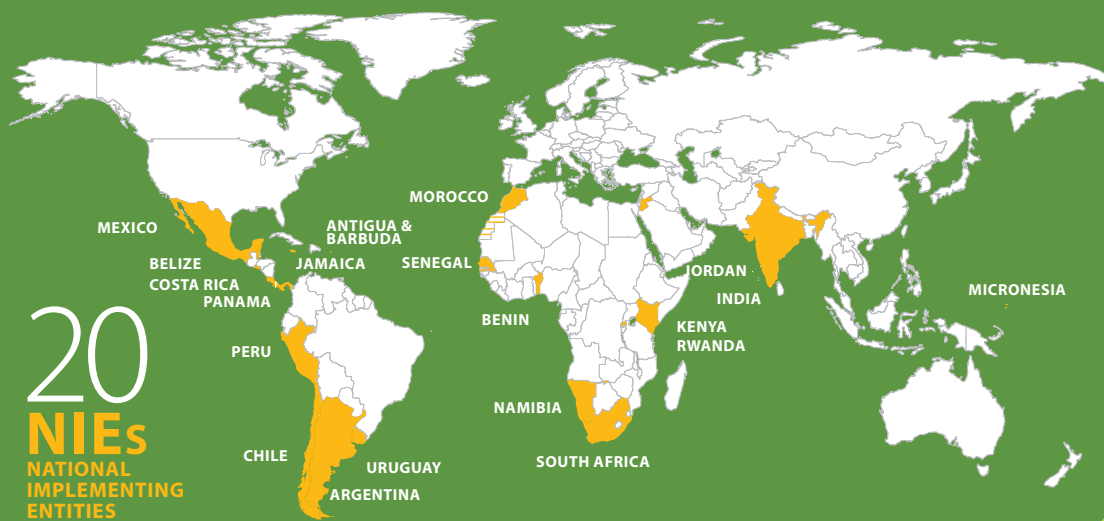 MOROCCO
MEXICO
ANTIGUA &
BARBUDA
BELIZE
JAMAICA
SENEGAL
COSTA RICA
PANAMA
JORDAN
INDIA
MICRONESIA
BENIN
KENYA
RWANDA
PERU
NAMIBIA
SOUTH AFRICA
CHILE
URUGUAY
ARGENTINA
20
NIEs
NATIONAL
IMPLEMENTING
ENTITIES